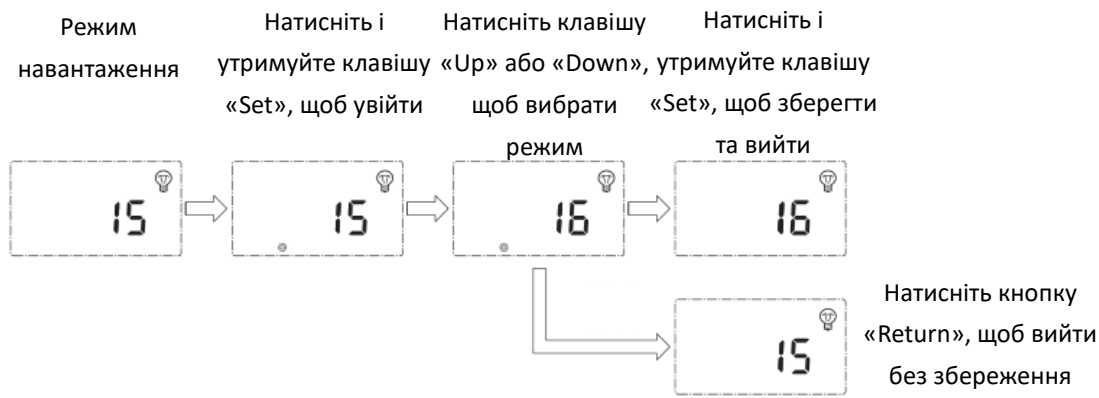 Режим
навантаження
Натисніть і
утримуйте клавішу
«Set», щоб увійти
Натисніть клавішу
«Up» або «Down»,
щоб вибрати
режим
Натисніть і
утримуйте клавішу
«Set», щоб зберегти
та вийти
15
15
16
16
15
Натисніть кнопку
«Return», щоб вийти
без збереження